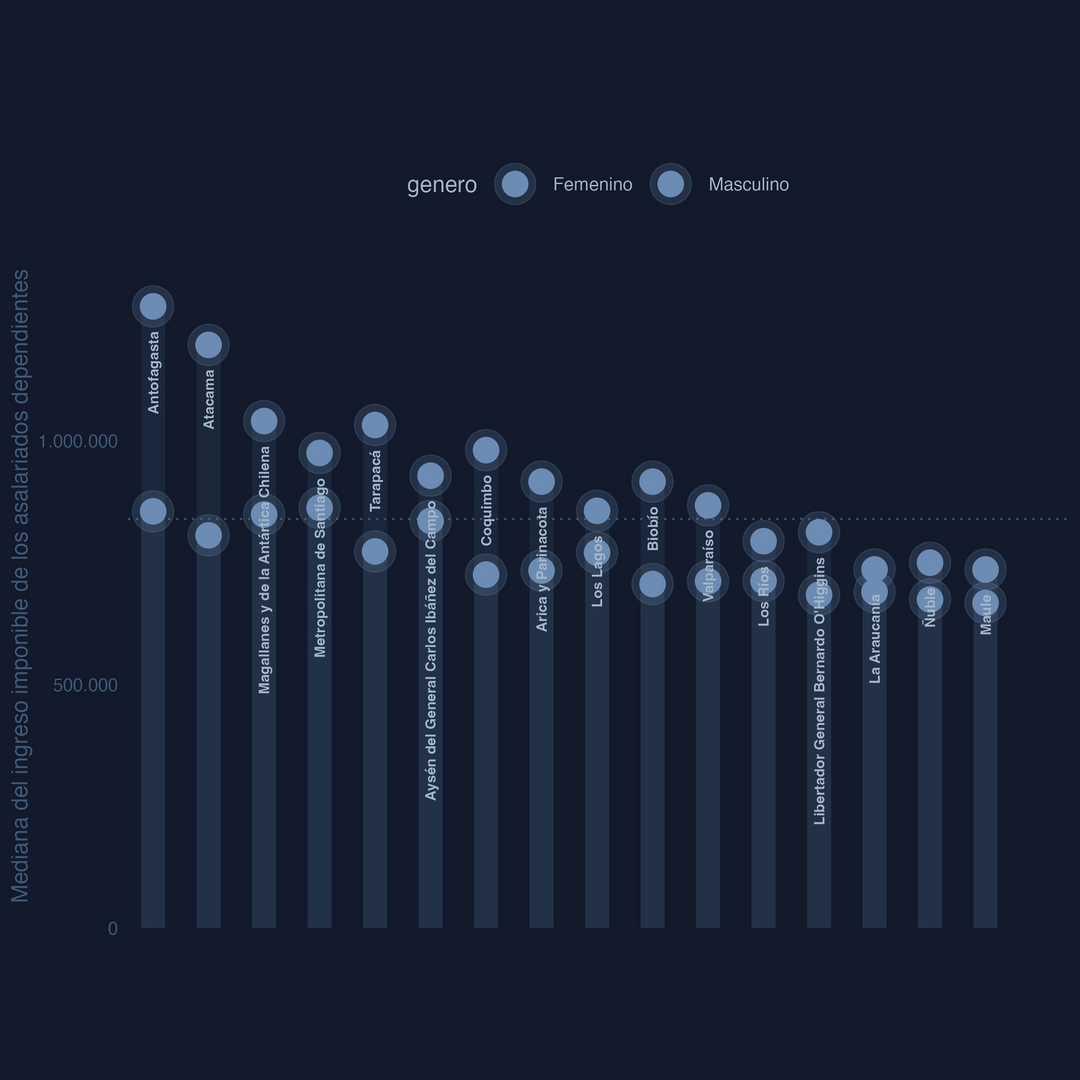 genero Femenino Masculino
Mediana del ingreso imponible de los asalariados dependientes
1.000.000
500.000
0
Antofagasta
Atacama
Magallanes y de la Antártica Chilena
Metropolitana de Santiago
Tarapacá
Aysén del General Carlos Ibáñez del Campo
Coquimbo
Arica y Parinacota
Los Lagos
Biobío
Valparaíso
Los Ríos
Libertador General Bernardo O'Higgins
La Araucanía
Ñuble
Maule